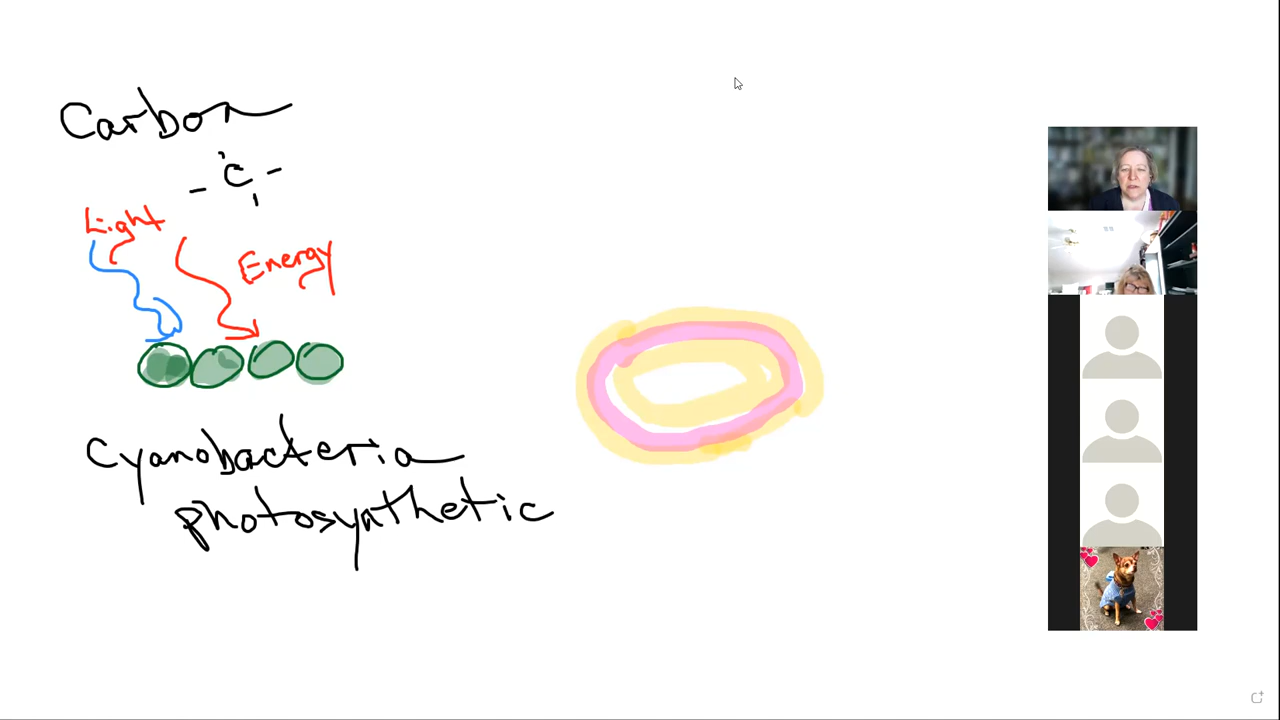 Carbon
C
Light
Energy
Cyanobacteria
photosynthetic